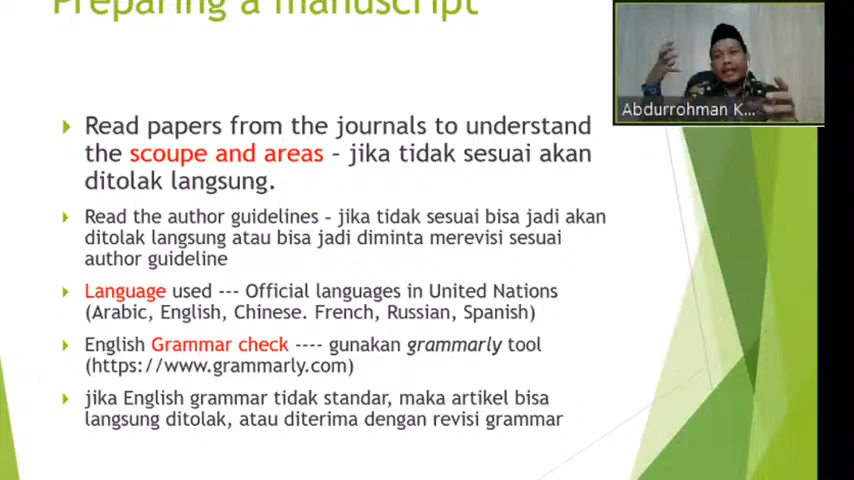 Preparing a manuscript
Abdurrohman K...
Read papers from the journals to understand
the scoupe and areas – jika tidak sesuai akan
ditolak langsung.
Read the author guidelines – jika tidak sesuai bisa jadi akan
ditolak langsung atau bisa jadi diminta merevisi sesuai
author guideline
Language used --- Official languages in United Nations
(Arabic, English, Chinese. French, Russian, Spanish)
English Grammar check ---- gunakan grammarly tool
(https://www.grammarly.com)
jika English grammar tidak standar, maka artikel bisa
langsung ditolak, atau diterima dengan revisi grammar